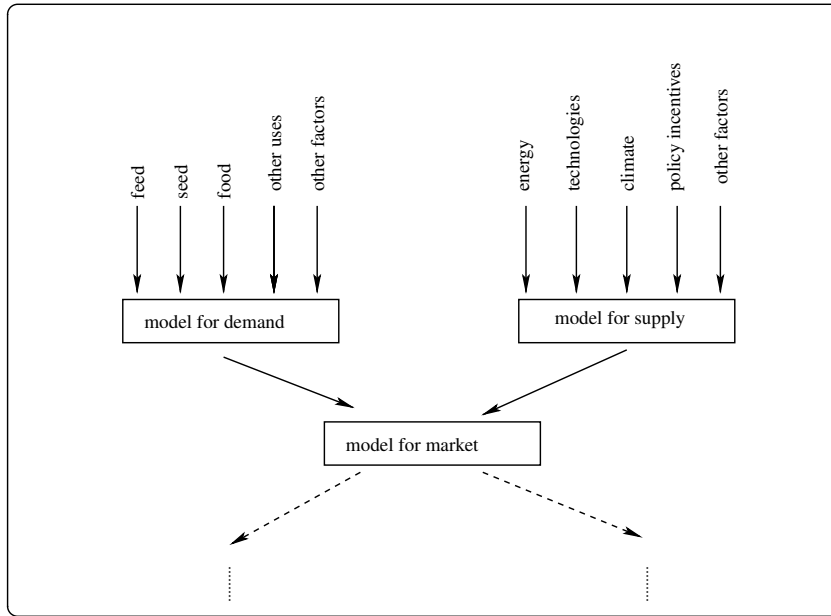 feed
seed
food
other uses
other factors
energy
technologies
climate
policy incentives
other factors
model for demand
model for supply
model for market